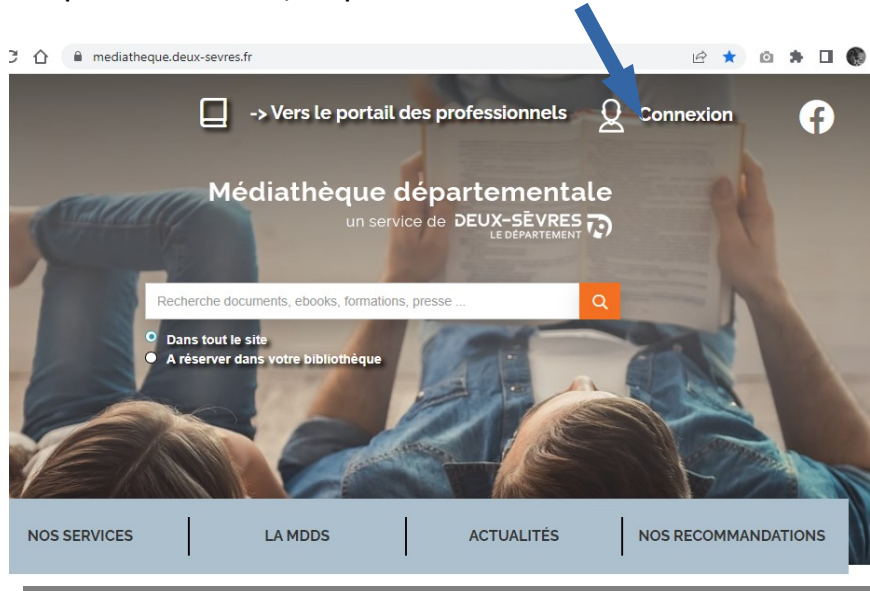 mediatheque.deux-sevres.fr
-> Vers le portail des professionnels
Connexion
Médiathèque départementale
un service de DEUX-SÈVRES 79
LE DÉPARTEMENT
Recherche documents, ebooks, formations, presse ...
Dans tout le site
A réserver dans votre bibliothèque
NOS SERVICES
LA MDDS
ACTUALITÉS
NOS RECOMMANDATIONS